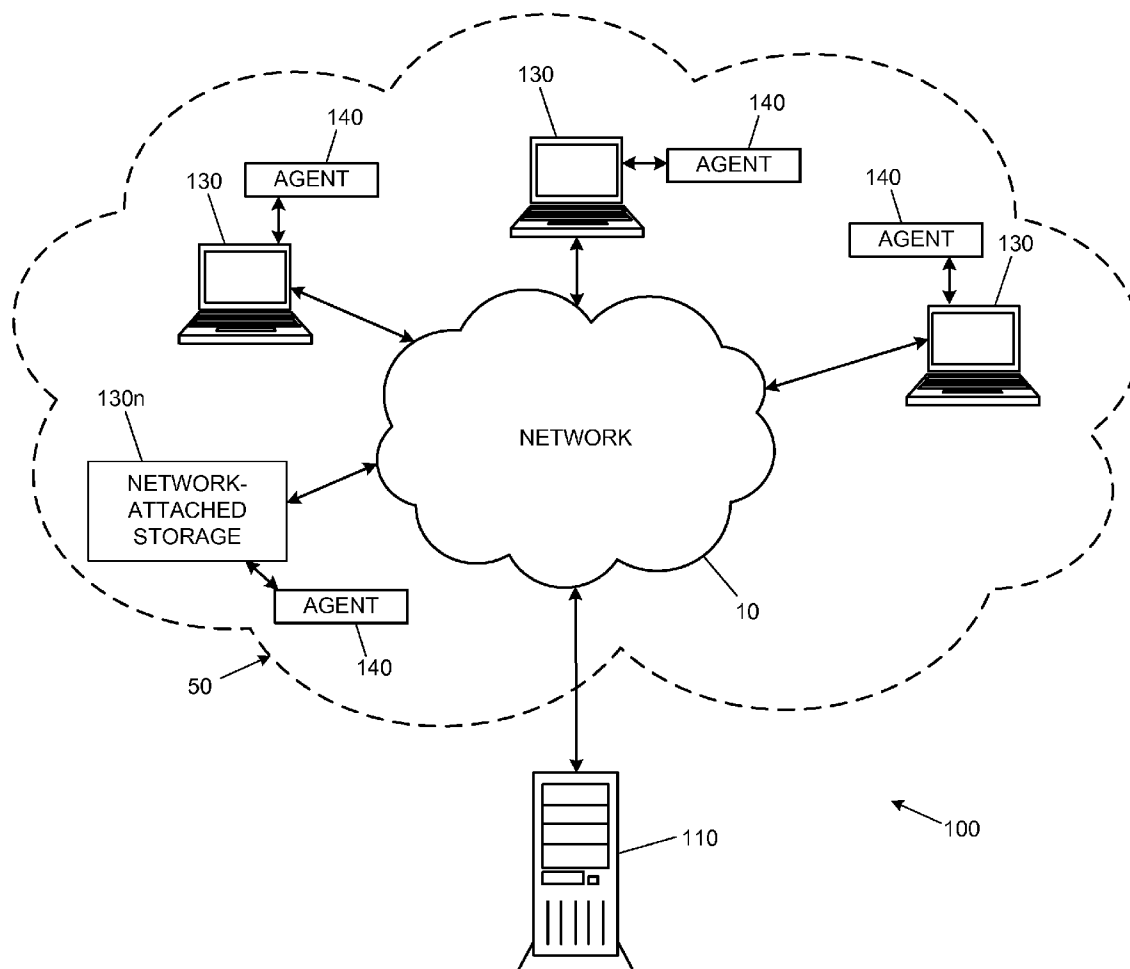 130
140
AGENT
140
AGENT
130
140
AGENT
130
130n
NETWORK-
ATTACHED
STORAGE
NETWORK
AGENT
140
10
50
110
100